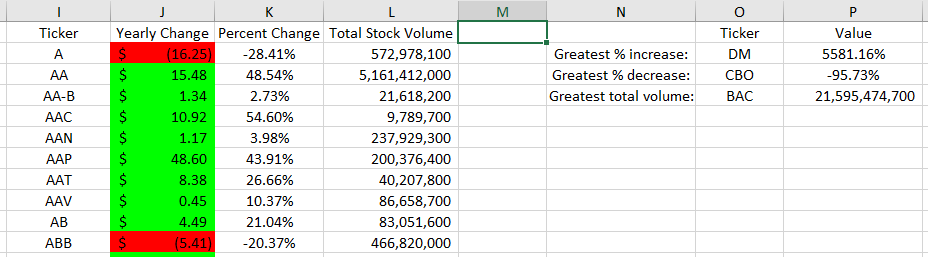 I J K L M N O P
Ticker Yearly Change Percent Change Total Stock Volume Ticker Value
A $ (16.25) -28.41% 572,978,100 Greatest % increase: DM 5581.16%
AA $ 15.48 48.54% 5,161,412,000 Greatest % decrease: CBO -95.73%
AA-B $ 1.34 2.73% 21,618,200 Greatest total volume: BAC 21,595,474,700
AAC $ 10.92 54.60% 9,789,700
AAN $ 1.17 3.98% 237,929,300
AAP $ 48.60 43.91% 200,376,400
AAT $ 8.38 26.66% 40,207,800
AAV $ 0.45 10.37% 86,658,700
AB $ 4.49 21.04% 83,051,600
ABB $ (5.41) -20.37% 466,820,000